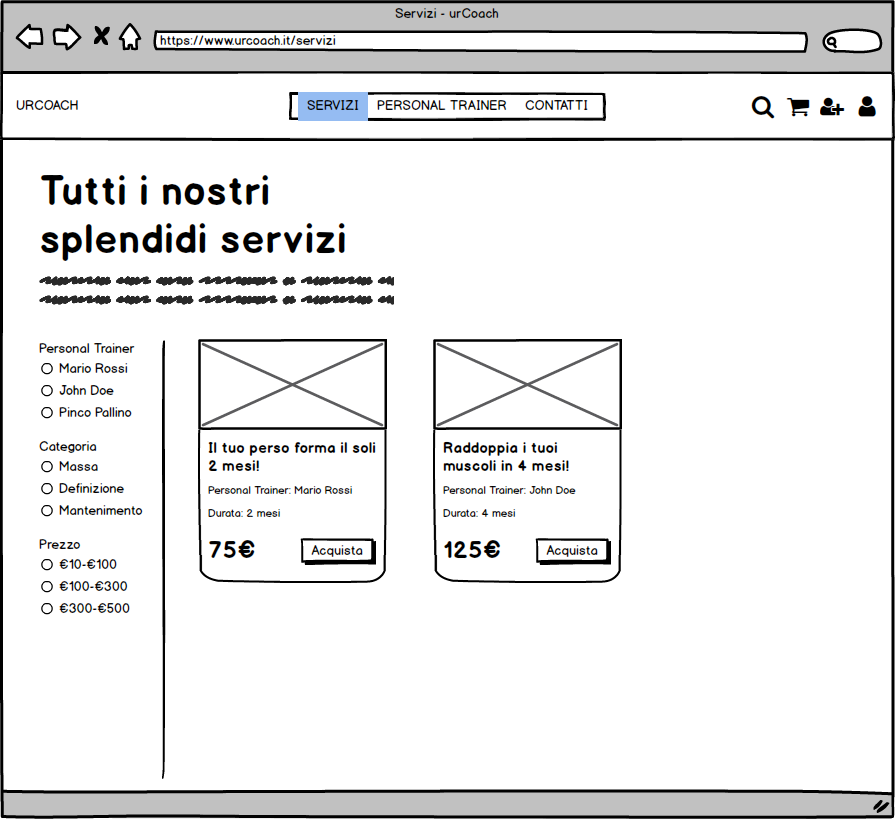 Servizi - urCoach
https://www.urcoach.it/servizi
URCOACH
SERVIZI PERSONAL TRAINER CONTATTI
Tutti i nostri
splendidi servizi
Personal Trainer
Mario Rossi
John Doe
Pinco Pallino
Categoria
Massa
Definizione
Mantenimento
Prezzo
€10-€100
€100-€300
€300-€500
Il tuo perso forma il soli
2 mesi!
Personal Trainer: Mario Rossi
Durata: 2 mesi
75€ Acquista
Raddoppia i tuoi
muscoli in 4 mesi!
Personal Trainer: John Doe
Durata: 4 mesi
125€ Acquista